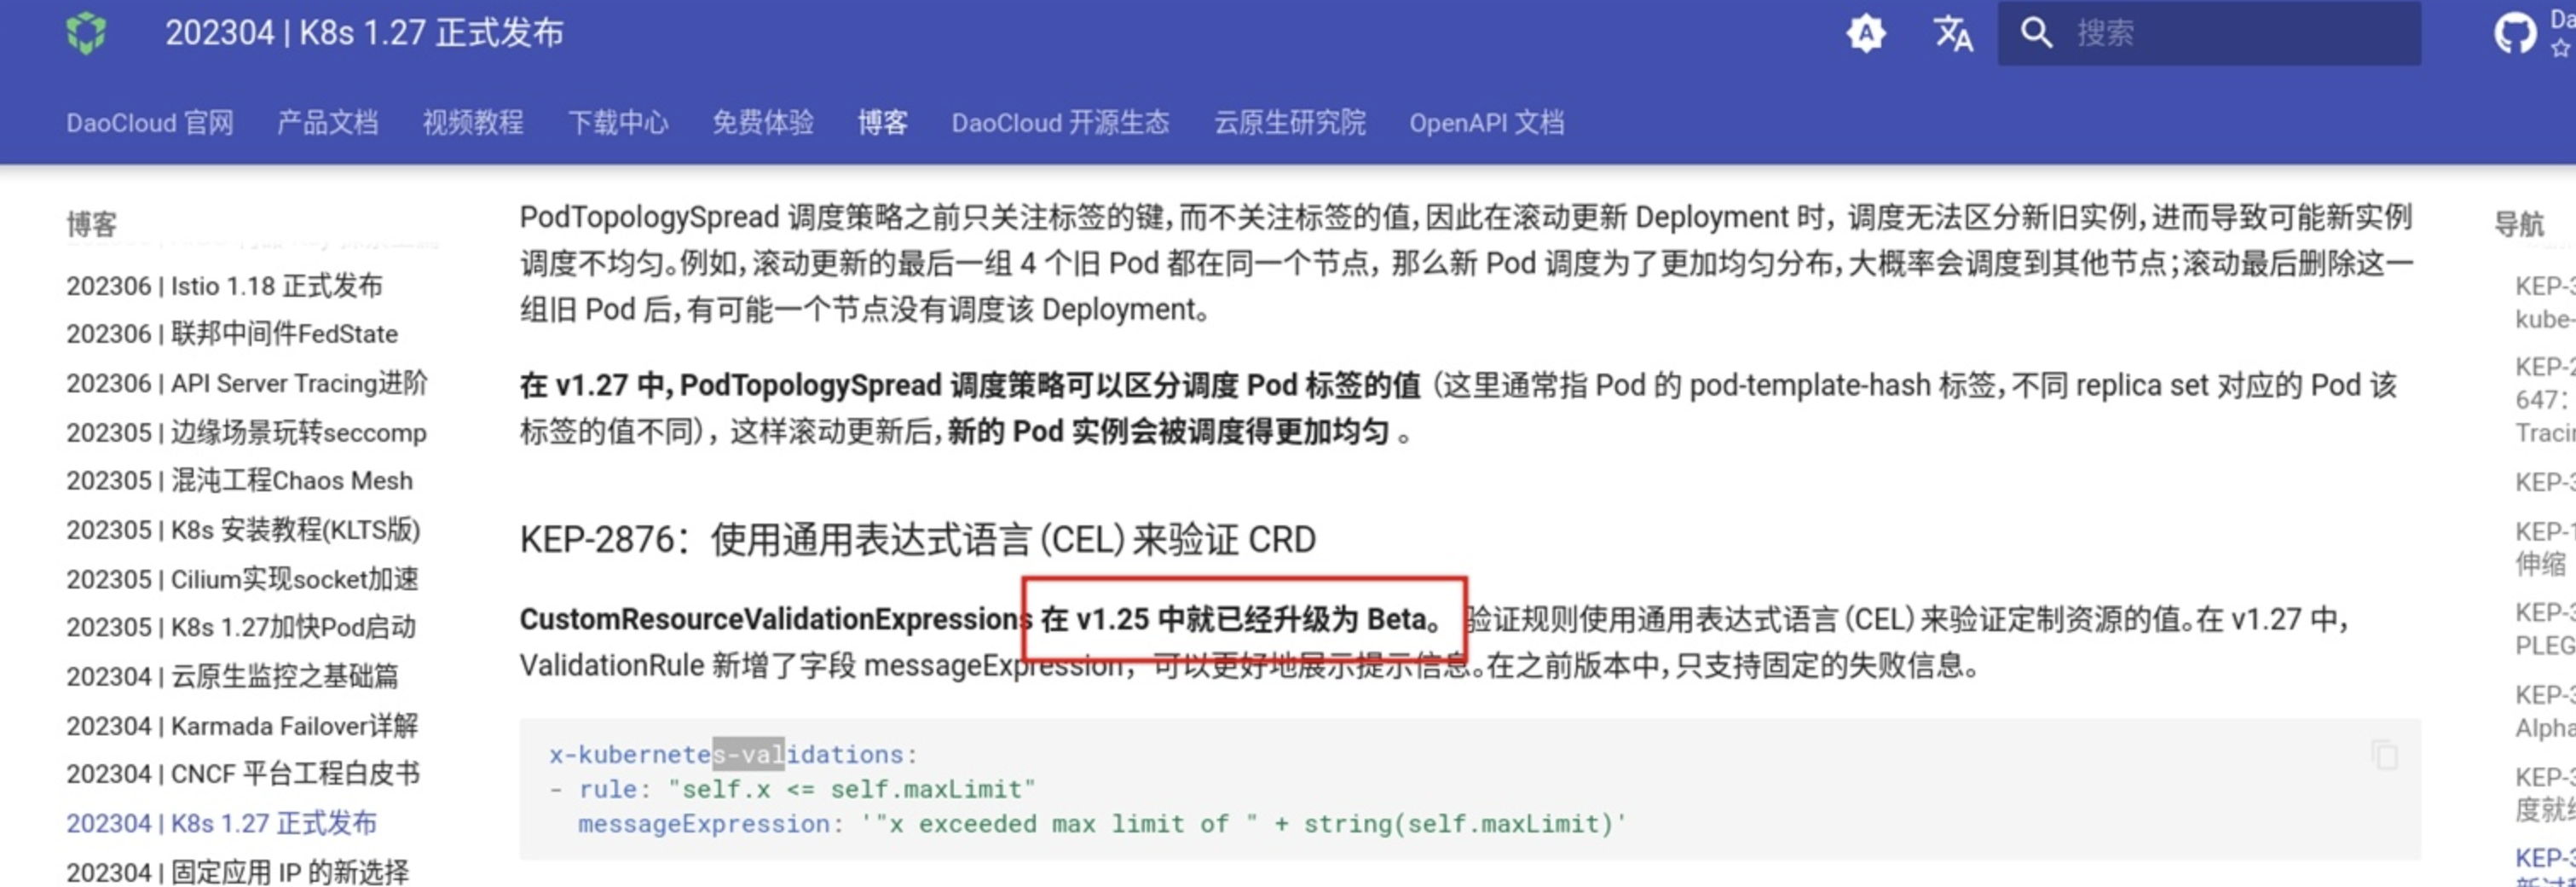 202304 | K8s 1.27 正式发布
搜索
DaoCloud 官网 产品文档 视频教程 下载中心 免费体验 博客 DaoCloud 开源生态 云原生研究院 OpenAPI 文档
博客
202306 | Istio 1.18 正式发布
202306 | 联邦中间件FedState
202306 | API Server Tracing进阶
202305 | 边缘场景玩转seccomp
202305 | 混沌工程Chaos Mesh
202305 | K8s 安装教程(KLTS版)
202305 | Cilium实现socket加速
202305 | K8s 1.27加快Pod启动
202304 | 云原生监控之基础篇
202304 | Karmada Failover详解
202304 | CNCF 平台工程白皮书
202304 | K8s 1.27 正式发布
202304 | 固定应用 IP 的新选择
PodTopologySpread 调度策略之前只关注标签的键，而不关注标签的值，因此在滚动更新 Deployment 时，调度无法区分新旧实例，进而导致可能新实例
调度不均匀。例如，滚动更新的最后一组 4 个旧 Pod 都在同一个节点，那么新 Pod 调度为了更加均匀分布，大概率会调度到其他节点；滚动最后删除这一
组旧 Pod 后，有可能一个节点没有调度该 Deployment。
在 v1.27 中，PodTopologySpread 调度策略可以区分调度 Pod 标签的值（这里通常指 Pod 的 pod-template-hash 标签，不同 replica set 对应的 Pod 该
标签的值不同），这样滚动更新后，新的 Pod 实例会被调度得更加均匀 。
KEP-2876：使用通用表达式语言（CEL）来验证 CRD
CustomResourceValidationExpressions 在 v1.25 中就已经升级为 Beta。 验证规则使用通用表达式语言（CEL）来验证定制资源的值。在 v1.27 中，
ValidationRule 新增了字段 messageExpression，可以更好地展示提示信息。在之前版本中，只支持固定的失败信息。
x-kubernetes-validations:
- rule: "self.x <= self.maxLimit"
messageExpression: '"x exceeded max limit of " + string(self.maxLimit)'
导航
KEP-3
kube-
KEP-2
647：
Tracin
KEP-3
KEP-1
伸缩
KEP-3
PLEG
KEP-3
Alpha
KEP-3
度就绪
KEP-3